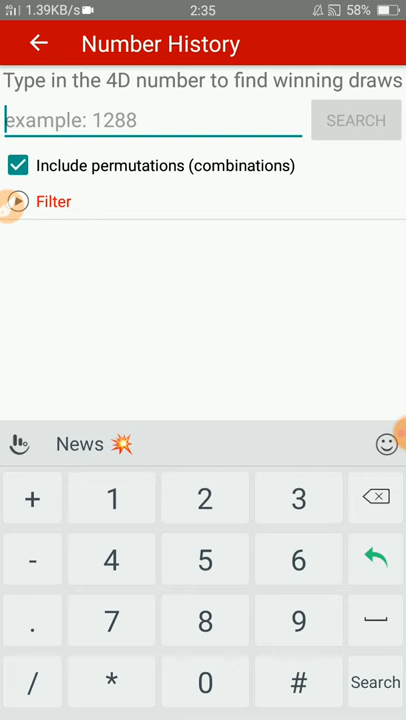 4G 1.39KB/s 2:35 58%
Number History
Type in the 4D number to find winning draws
example: 1288 SEARCH
Include permutations (combinations)
Filter
News
+ 1 2 3
- 4 5 6
. 7 8 9
/ * 0 # Search